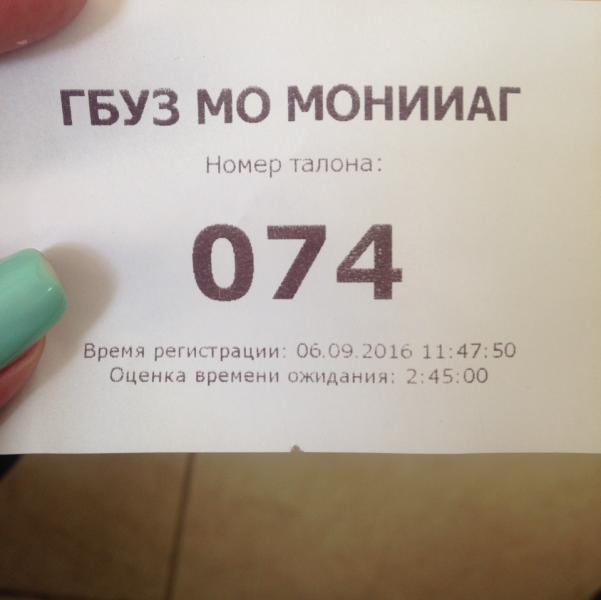 ГБУЗ МО МОНИИАГ
Номер талона:
074
Время регистрации: 06.09.2016 11:47:50
Оценка времени ожидания: 2:45:00